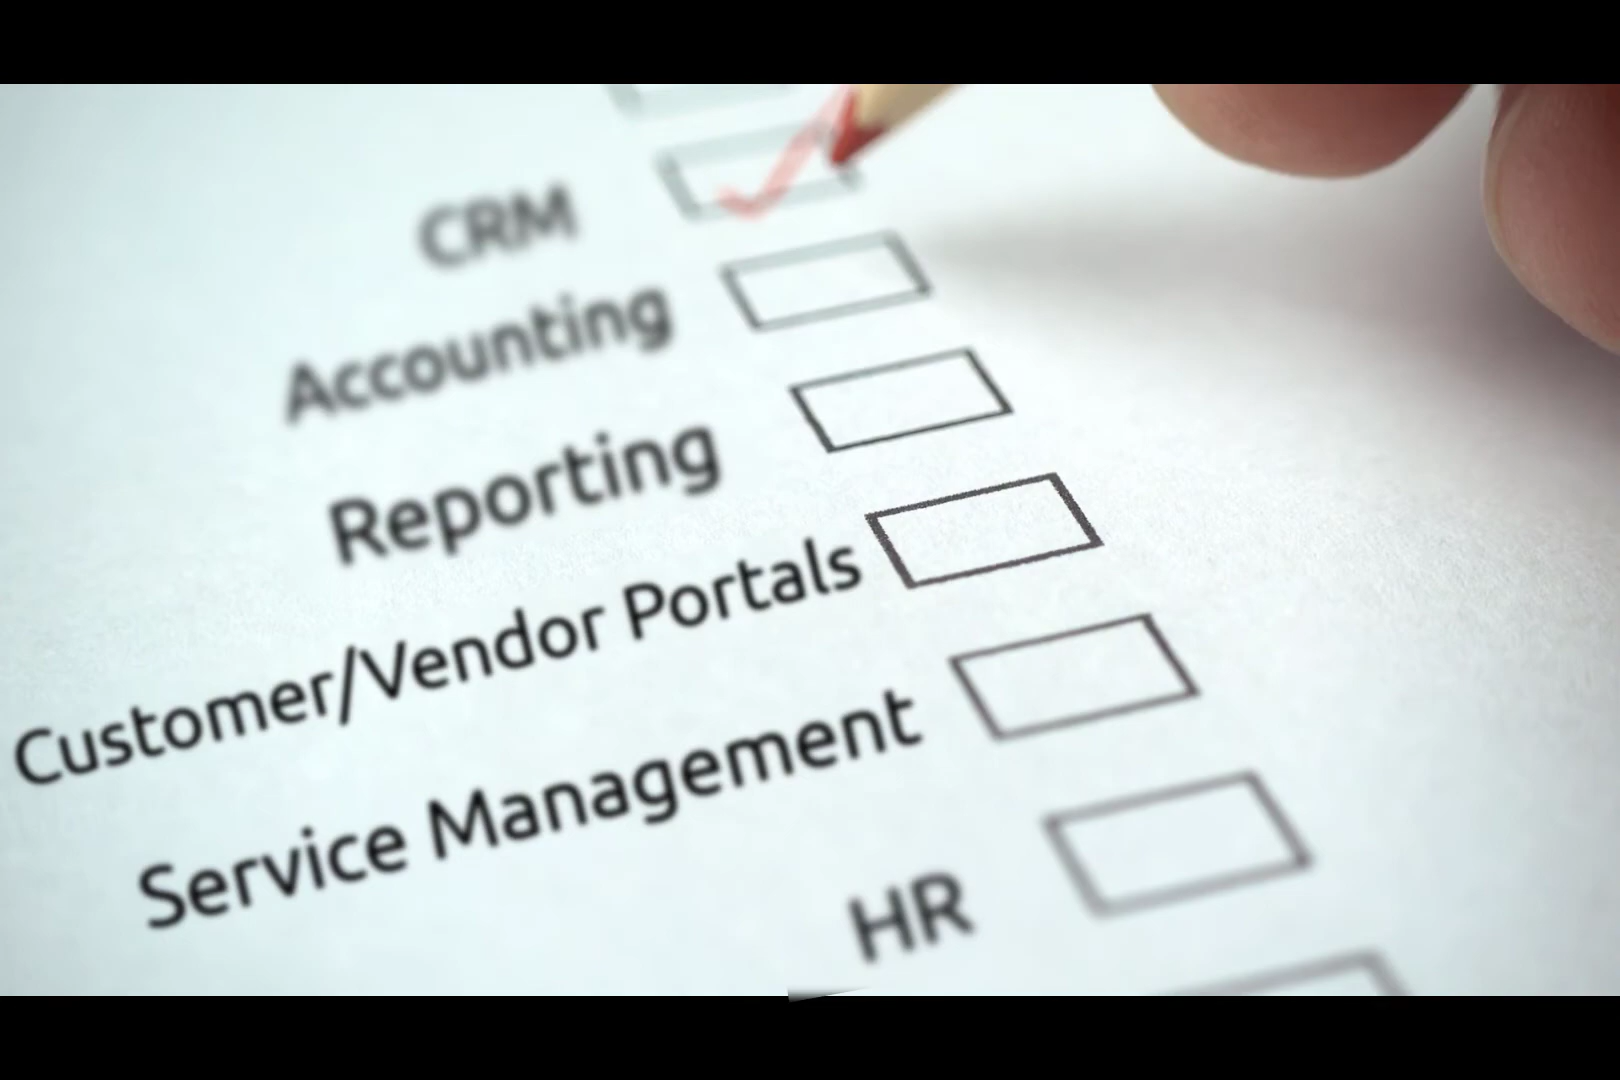 CRM
Accounting
Reporting
Customer/Vendor Portals
Service Management
HR